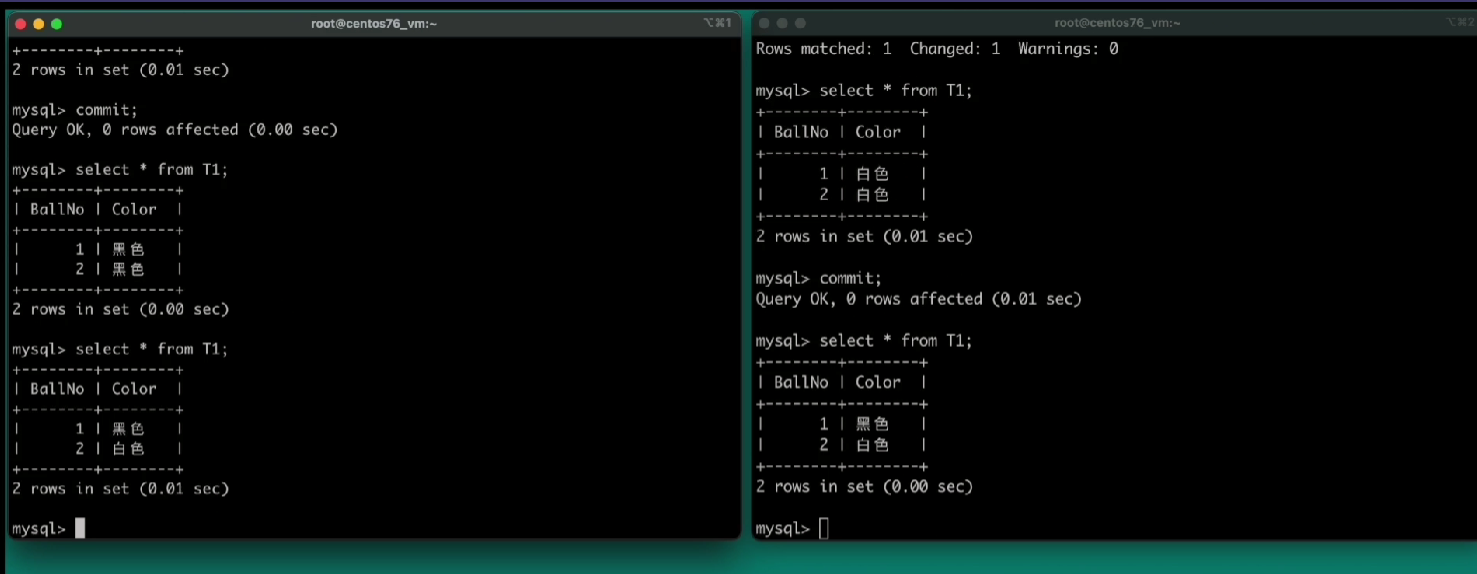 root@centos76_vm:~
⌥⌘1
+--------+--------+
2 rows in set (0.01 sec)
mysql> commit;
Query OK, 0 rows affected (0.00 sec)
mysql> select * from T1;
+--------+--------+
| BallNo | Color  |
+--------+--------+
|      1 | 黑色   |
|      2 | 黑色   |
+--------+--------+
2 rows in set (0.00 sec)
mysql> select * from T1;
+--------+--------+
| BallNo | Color  |
+--------+--------+
|      1 | 黑色   |
|      2 | 白色   |
+--------+--------+
2 rows in set (0.01 sec)
mysql>
root@centos76_vm:~
⌥⌘2
Rows matched: 1  Changed: 1  Warnings: 0
mysql> select * from T1;
+--------+--------+
| BallNo | Color  |
+--------+--------+
|      1 | 白色   |
|      2 | 白色   |
+--------+--------+
2 rows in set (0.01 sec)
mysql> commit;
Query OK, 0 rows affected (0.01 sec)
mysql> select * from T1;
+--------+--------+
| BallNo | Color  |
+--------+--------+
|      1 | 黑色   |
|      2 | 白色   |
+--------+--------+
2 rows in set (0.00 sec)
mysql>